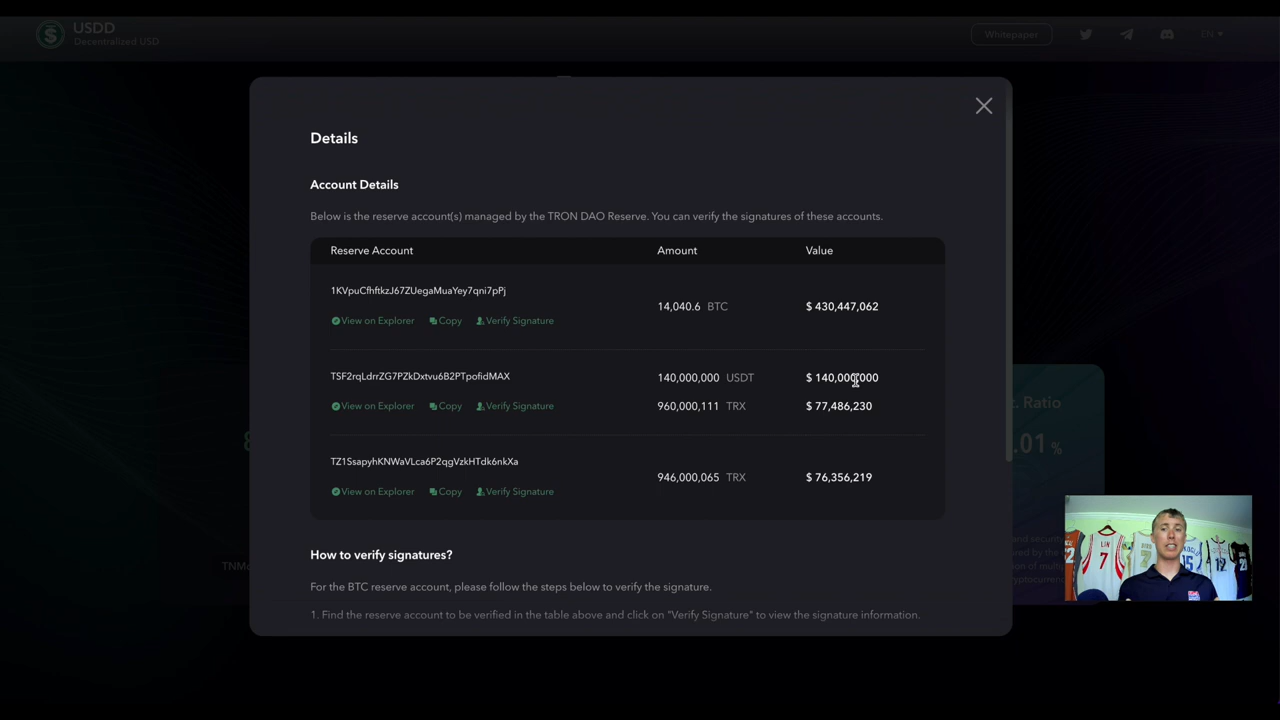 USDD
Decentralized USD
Whitepaper
EN ▾
Details
Account Details
Below is the reserve account(s) managed by the TRON DAO Reserve. You can verify the signatures of these accounts.
Reserve Account Amount Value
1KVpuCfhftkzJ67ZUegaMuaYey7qni7pPj
14,040.6 BTC $ 430,447,062
View on Explorer Copy Verify Signature
TSF2rqLdrrZG7PZkDxtvu6B2PTpofidMAX 140,000,000 USDT $ 140,000,000
View on Explorer Copy Verify Signature 960,000,111 TRX $ 77,486,230
TZ1SsapyhKNWaVLca6P2qgVzkHTdk6nkXa
946,000,065 TRX $ 76,356,219
View on Explorer Copy Verify Signature
How to verify signatures?
For the BTC reserve account, please follow the steps below to verify the signature.
1. Find the reserve account to be verified in the table above and click on "Verify Signature" to view the signature information.
Ratio
.01 %
LIN
7